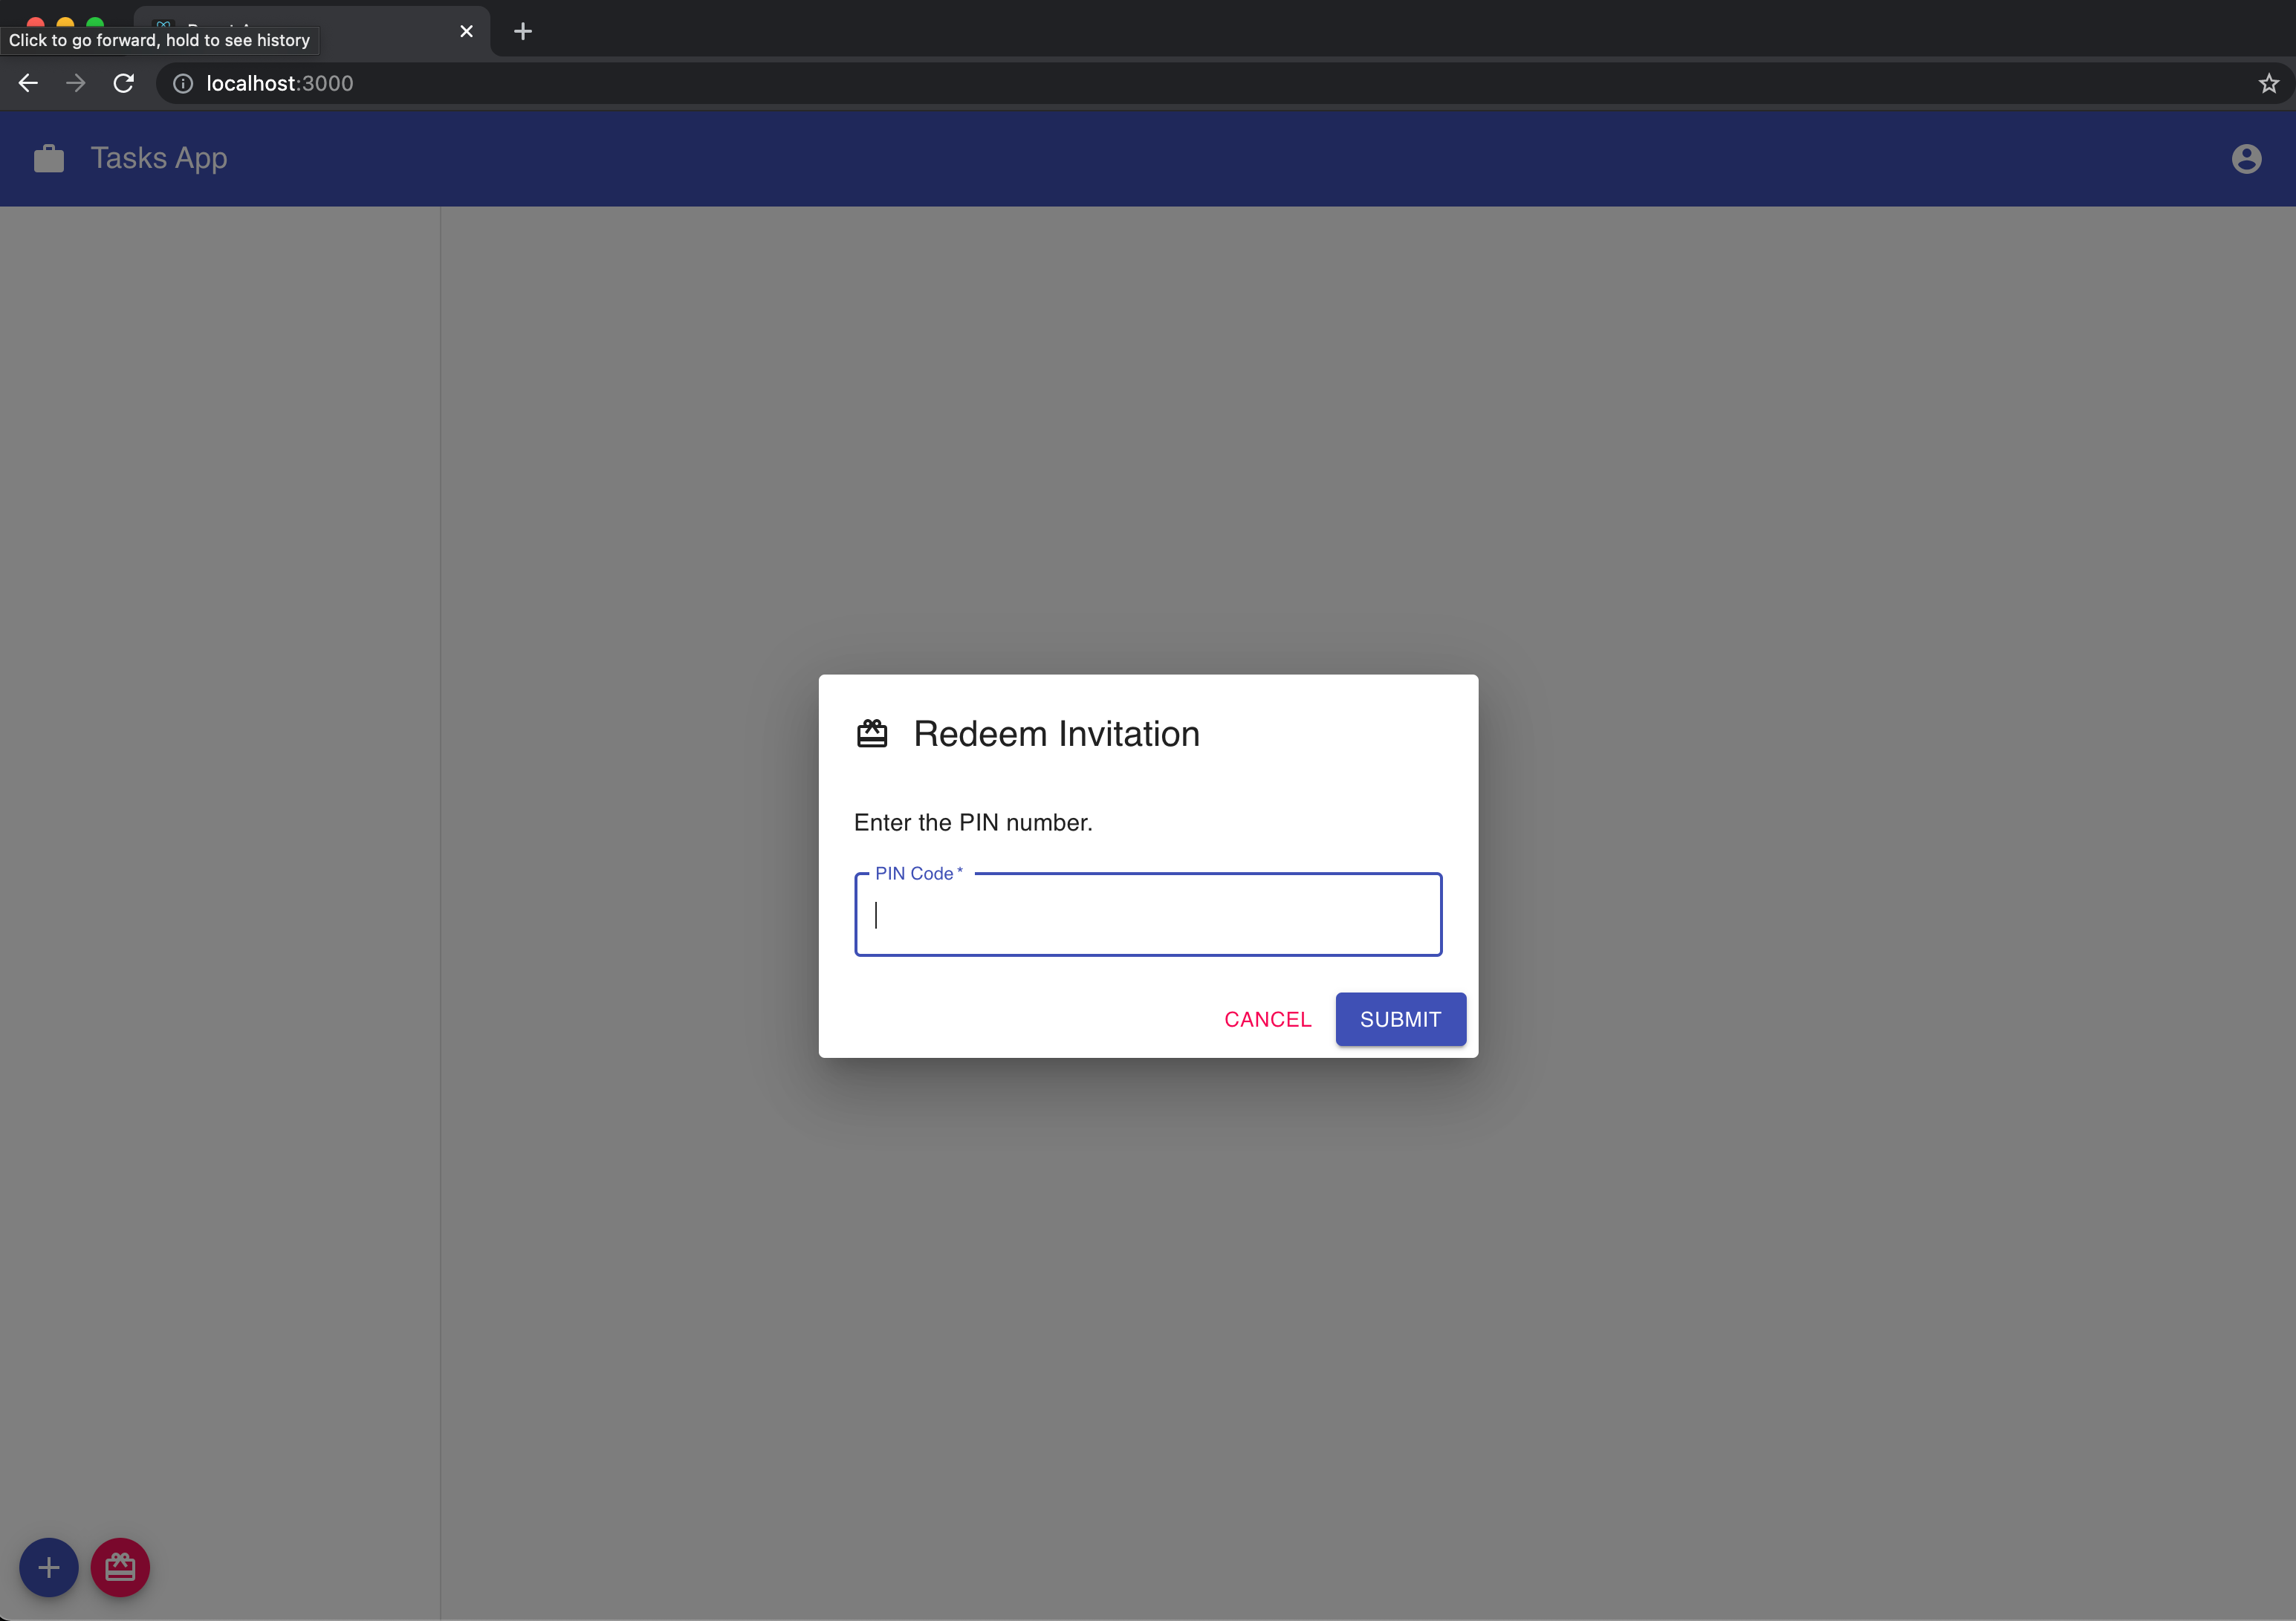 Click to go forward, hold to see history
localhost:3000
Tasks App
Redeem Invitation
Enter the PIN number.
PIN Code *
CANCEL
SUBMIT